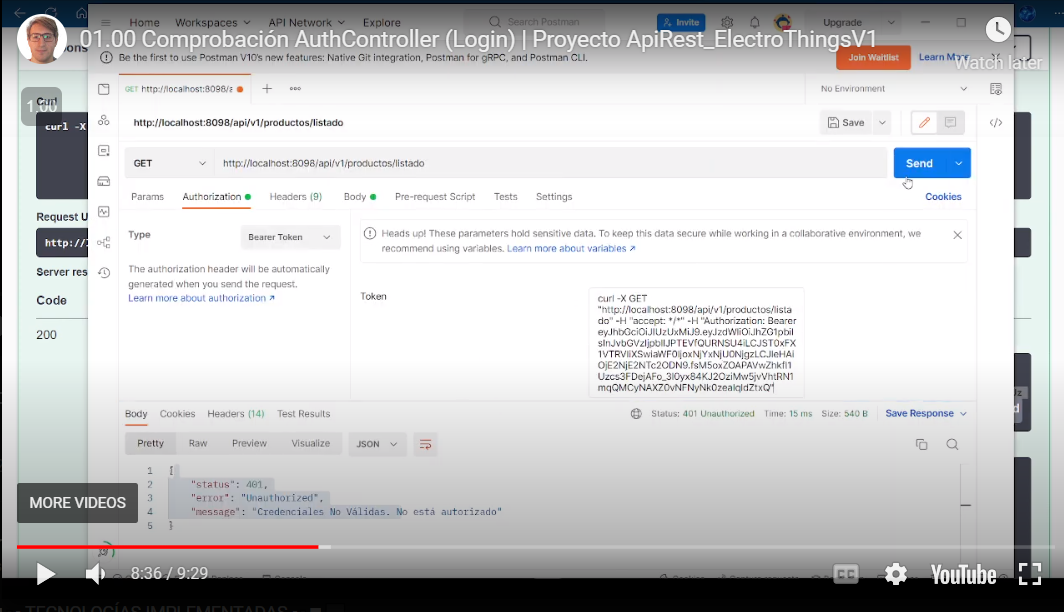 Home Workspaces API Network Explore Search Postman Invite Upgrade
01.00 Comprobación AuthController (Login) | Proyecto ApiRest_ElectroThingsV1
Watch later
Be the first to use Postman V10's new features: Native Git integration, Postman for gRPC, and Postman CLI. Join Waitlist Learn More
GET http://localhost:8098/a No Environment
1.00
Curl
curl -X
http://localhost:8098/api/v1/productos/listado Save
GET http://localhost:8098/api/v1/productos/listado Send
Params Authorization Headers (9) Body Pre-request Script Tests Settings Cookies
Request U
http://
Server res
Code
200
Type Bearer Token
Heads up! These parameters hold sensitive data. To keep this data secure while working in a collaborative environment, we
recommend using variables. Learn more about variables ↗
The authorization header will be automatically
generated when you send the request.
Learn more about authorization ↗
Token
curl -X GET
"http://localhost:8098/api/v1/productos/lista
do" -H "accept: */*" -H "Authorization: Bearer
Body Cookies Headers (14) Test Results Status: 401 Unauthorized Time: 15 ms Size: 540 B Save Response
Pretty Raw Preview Visualize JSON
1 {
2 "status": 401,
3 "error": "Unauthorized",
4 "message": "Credenciales No Válidas. No está autorizado"
5 }
MORE VIDEOS
8:36 / 9:29
CC
YouTube
TECNOLOGÍAS IMPLEMENTADAS